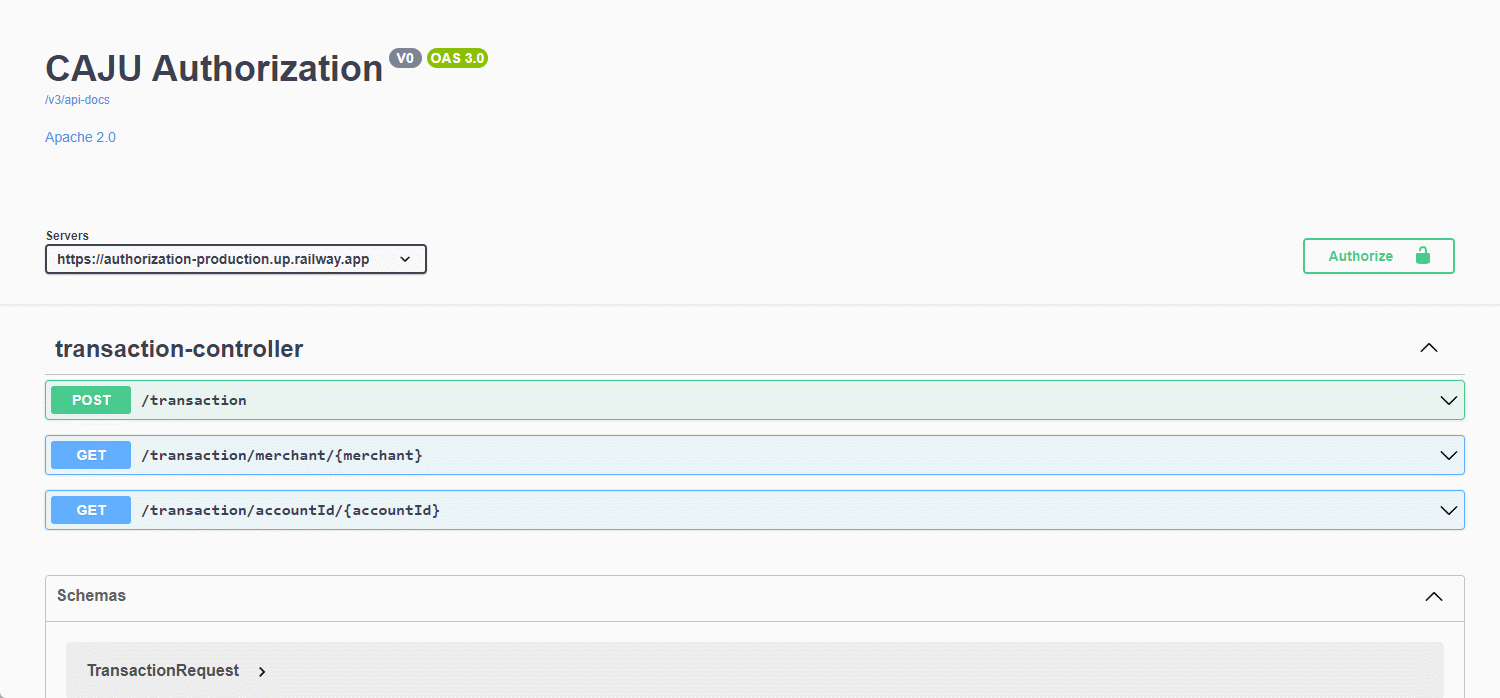 CAJU Authorization V0 OAS 3.0
/v3/api-docs
Apache 2.0
Servers
https://authorization-production.up.railway.app
Authorize
transaction-controller
POST /transaction
GET /transaction/merchant/{merchant}
GET /transaction/accountId/{accountId}
Schemas
TransactionRequest